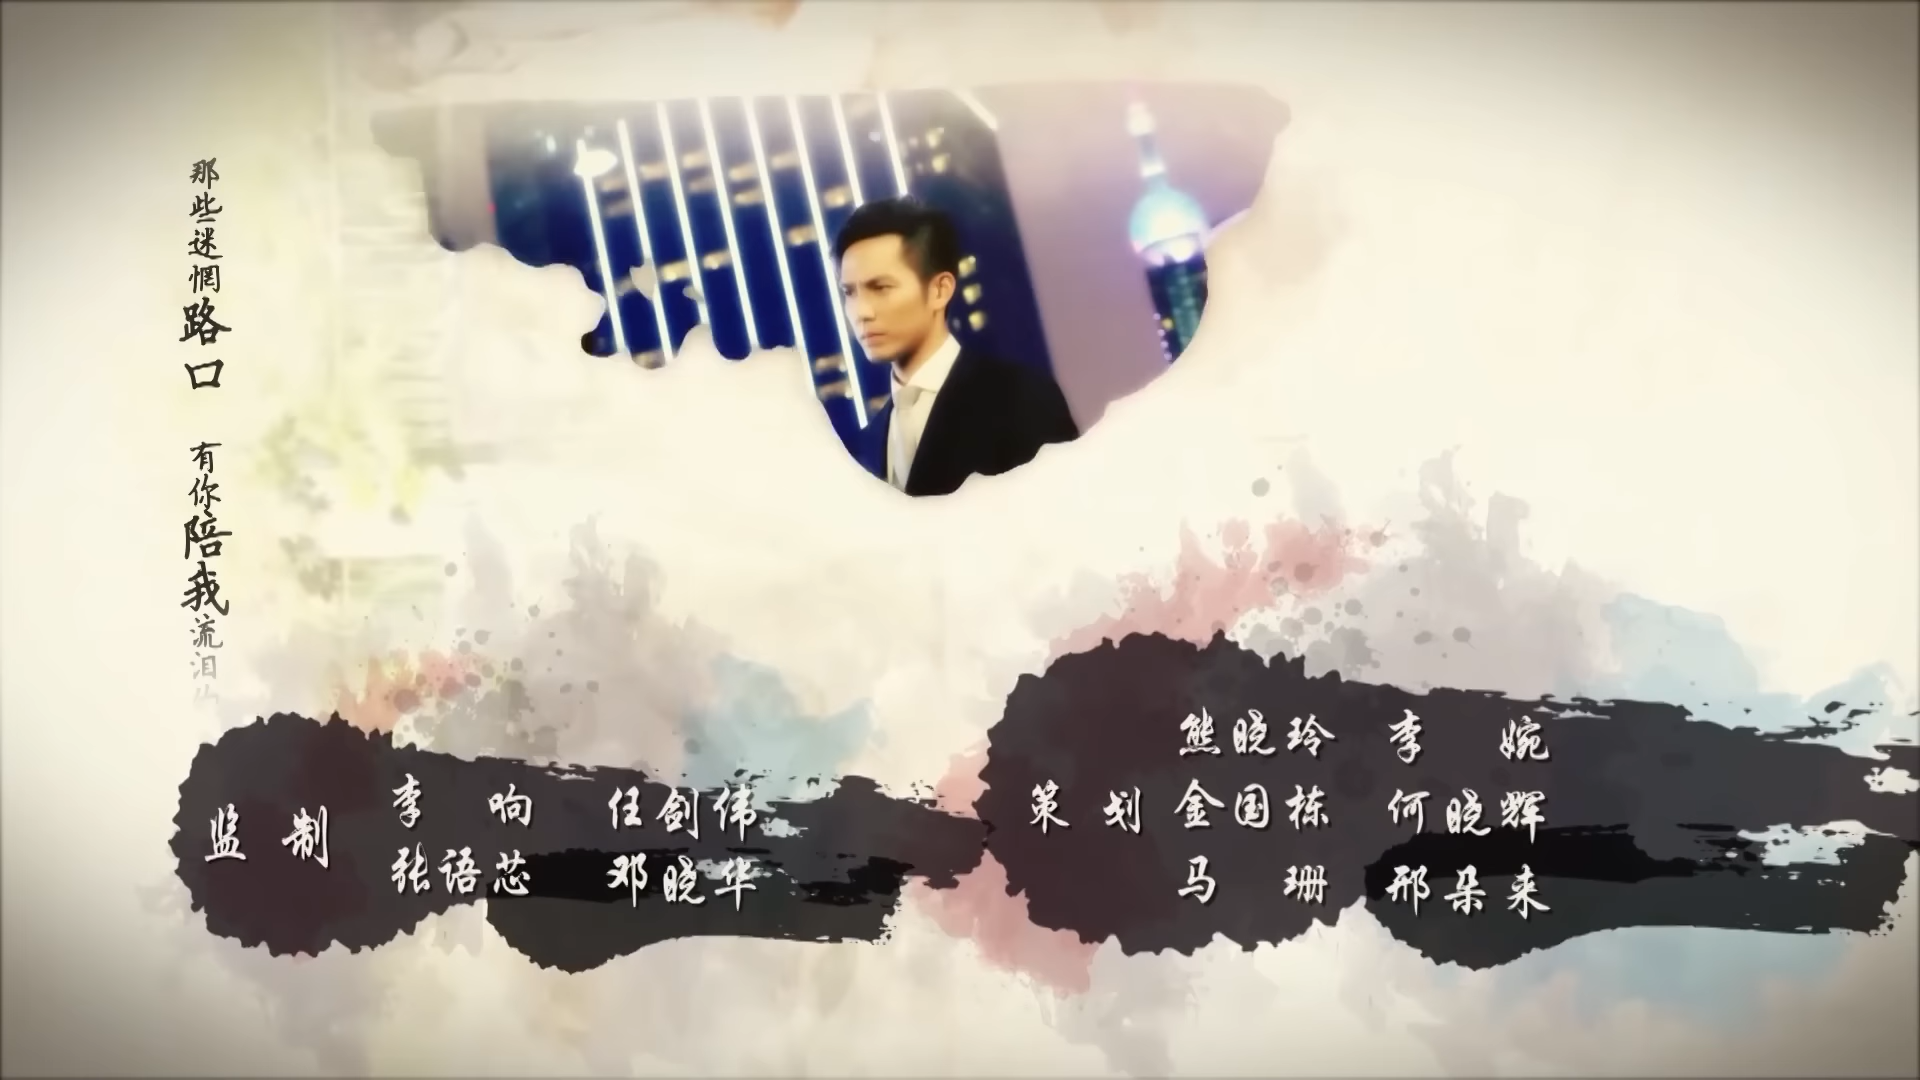 那些迷惘路口 有你陪我流泪
监制
李响 任剑伟
张语芯 邓晓华
策划
熊晓玲 李婉
金国栋 何晓辉
马珊 邢朵来